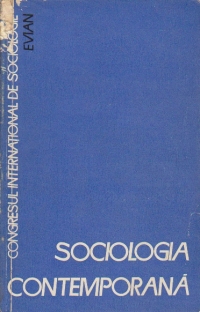 CONGRESUL INTERNAȚIONAL DE SOCIOLOGIE
EVIAN
SOCIOLOGIA
CONTEMPORANĂ